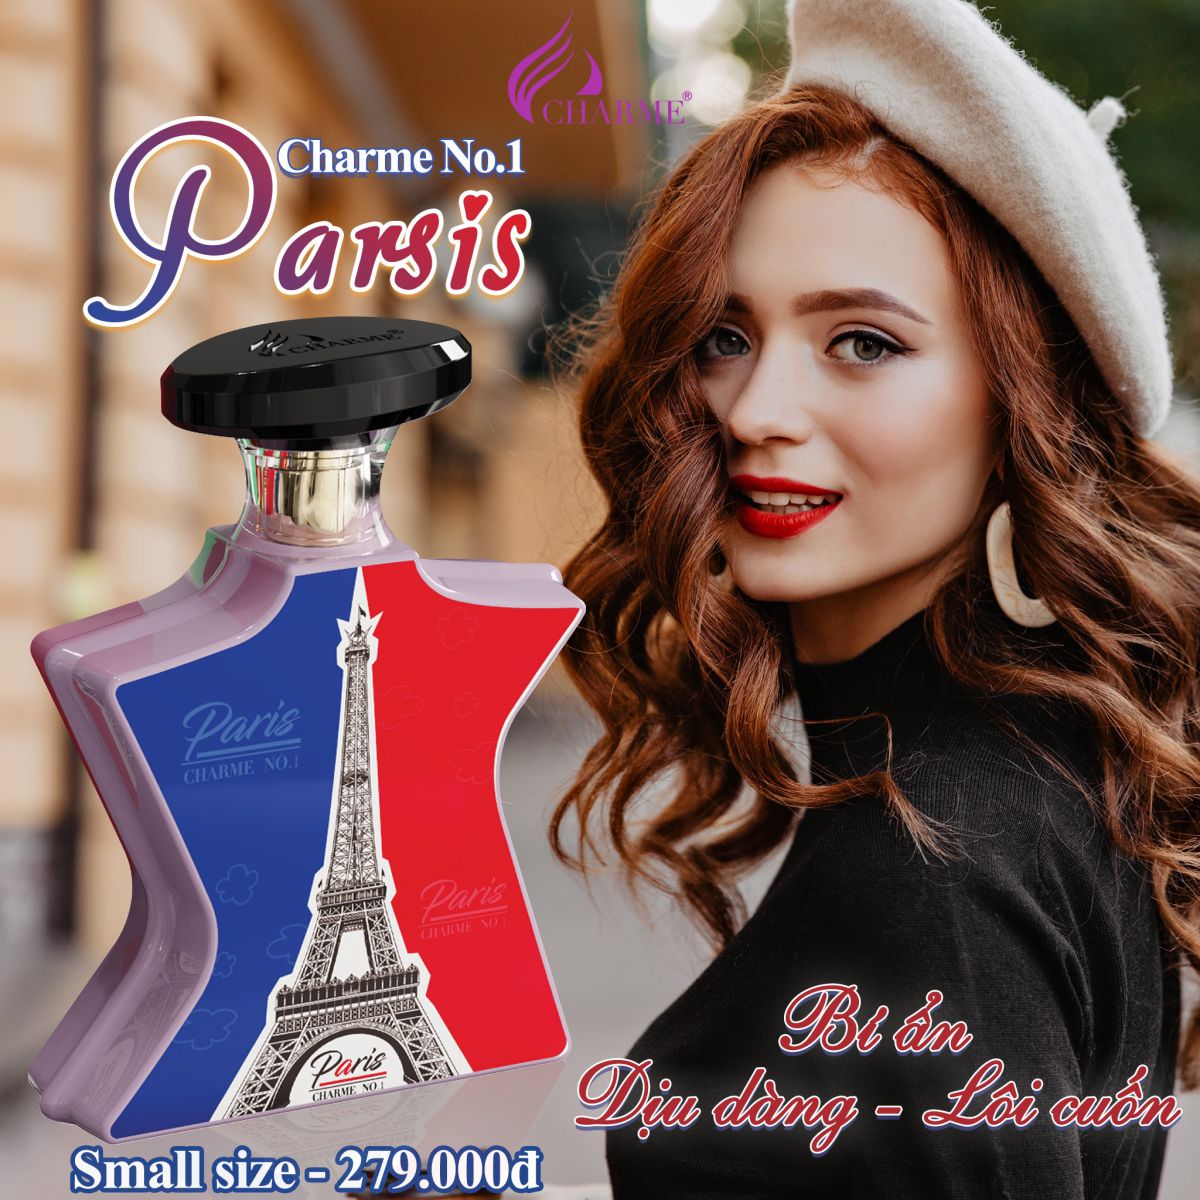 CHARME®
Charme No.1
Parsis
CHARME®
Paris
CHARME NO.1
Paris
CHARME NO.1
Paris
CHARME NO.1
Bí ẩn
Dịu dàng - Lôi cuốn
Small size - 279.000đ